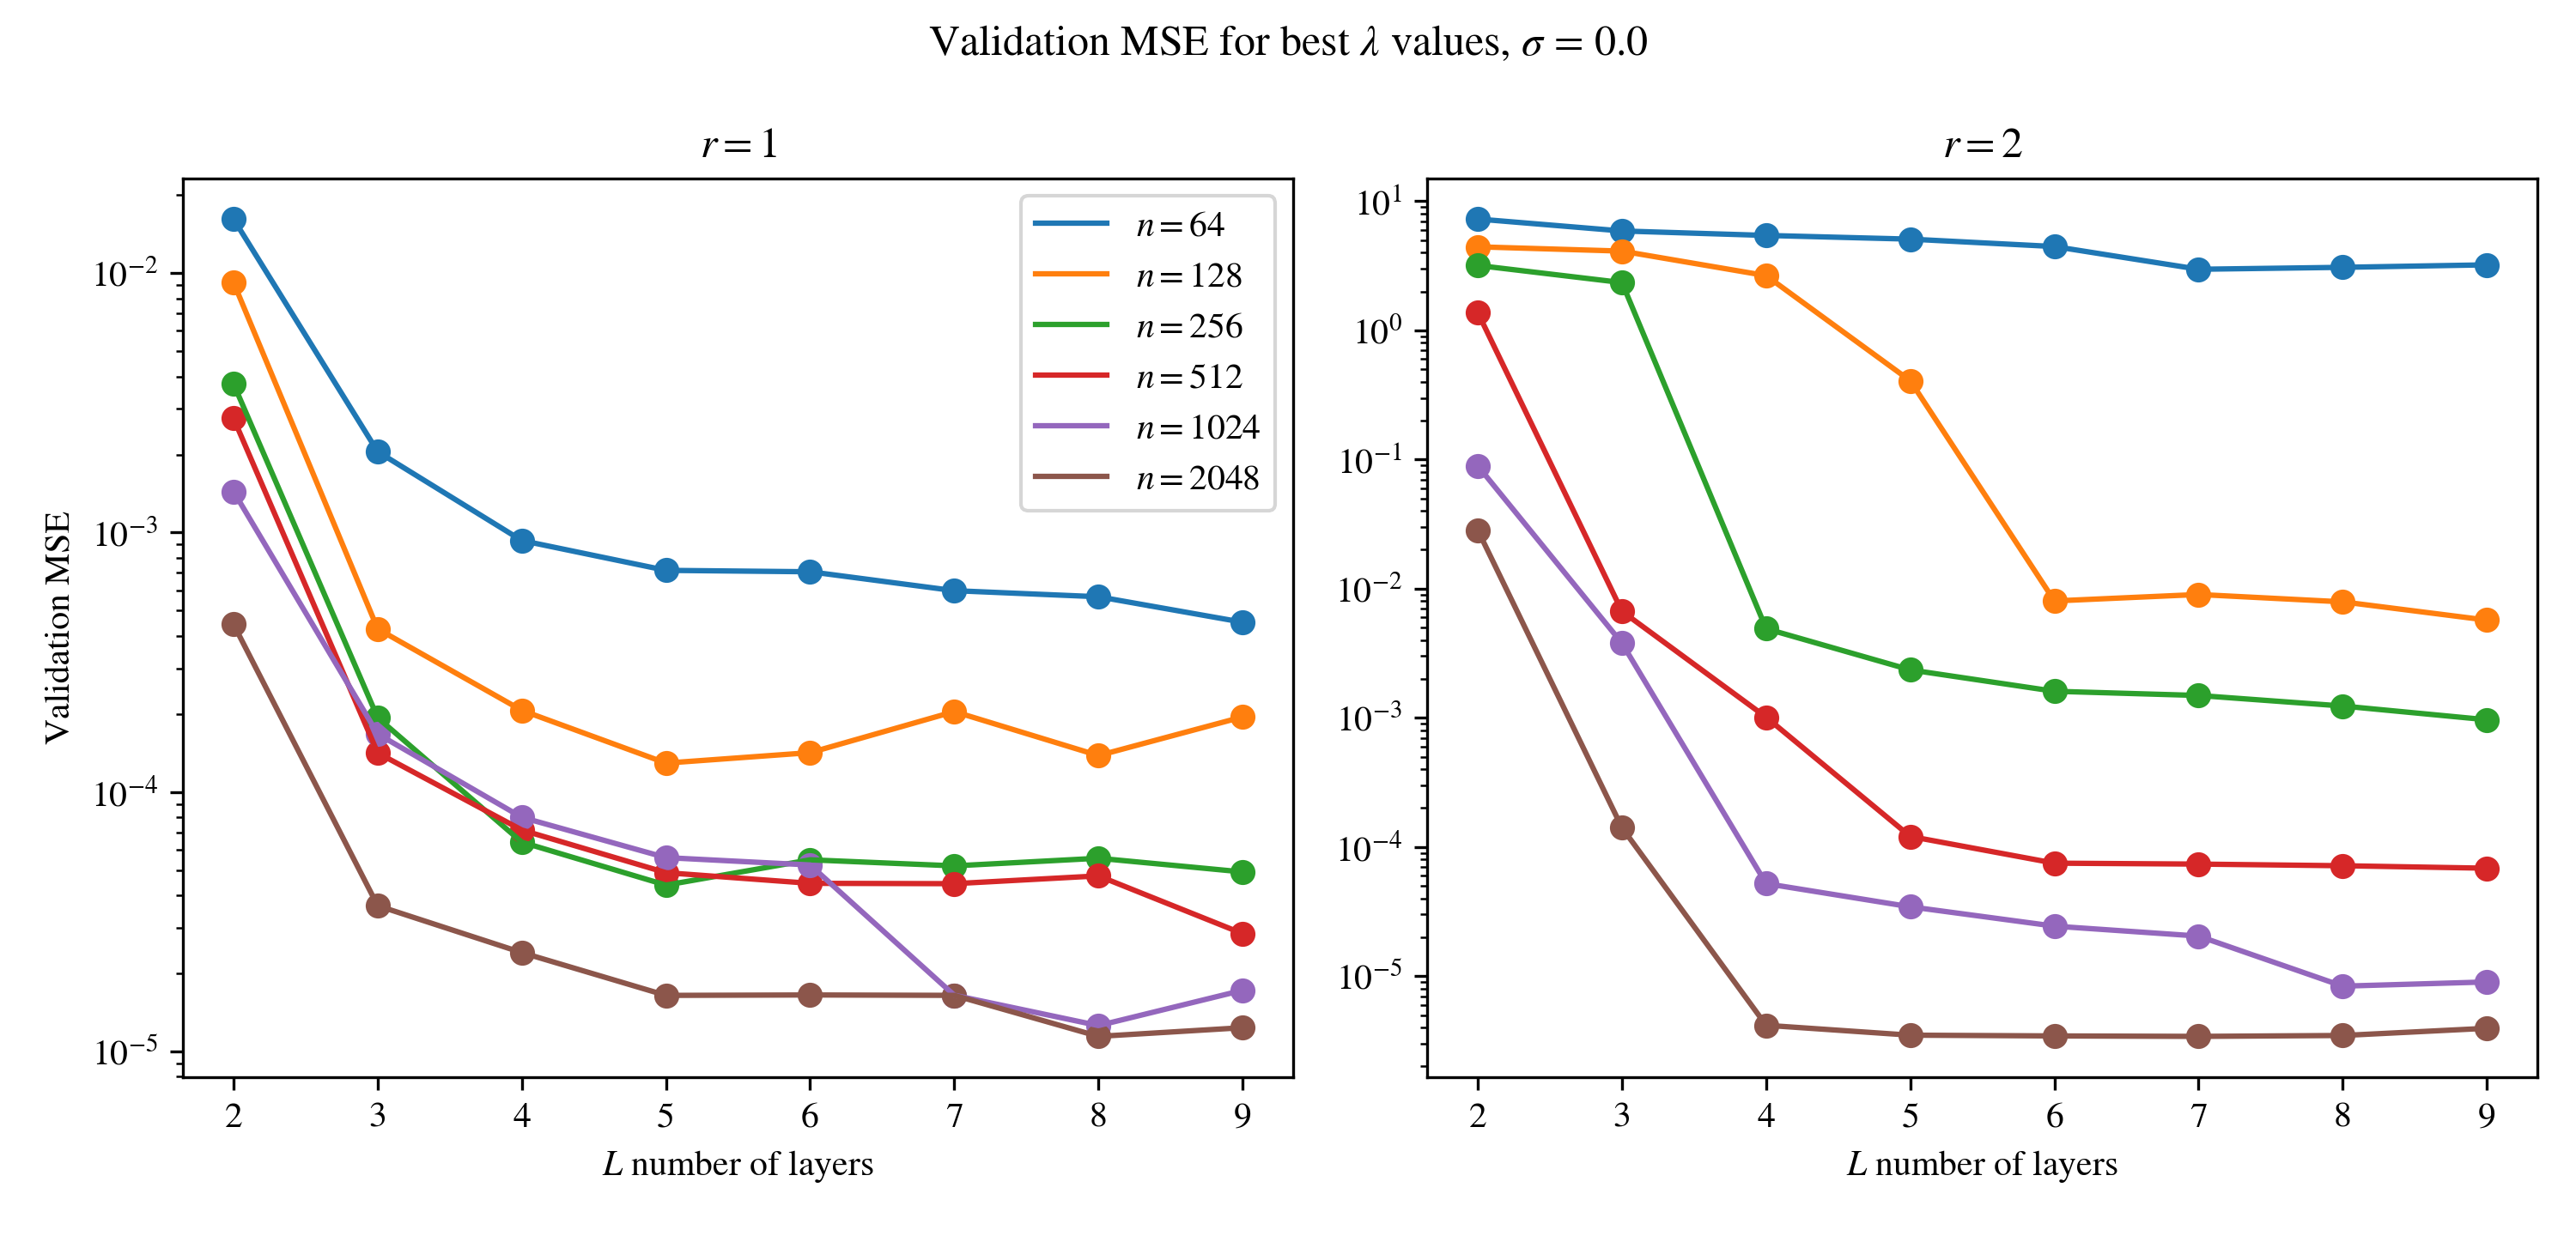 Validation MSE for best λ values, σ = 0.0
r = 1
Validation MSE
10⁻²
10⁻³
10⁻⁴
10⁻⁵
n = 64
n = 128
n = 256
n = 512
n = 1024
n = 2048
2 3 4 5 6 7 8 9
L number of layers
r = 2
10¹
10⁰
10⁻¹
10⁻²
10⁻³
10⁻⁴
10⁻⁵
2 3 4 5 6 7 8 9
L number of layers